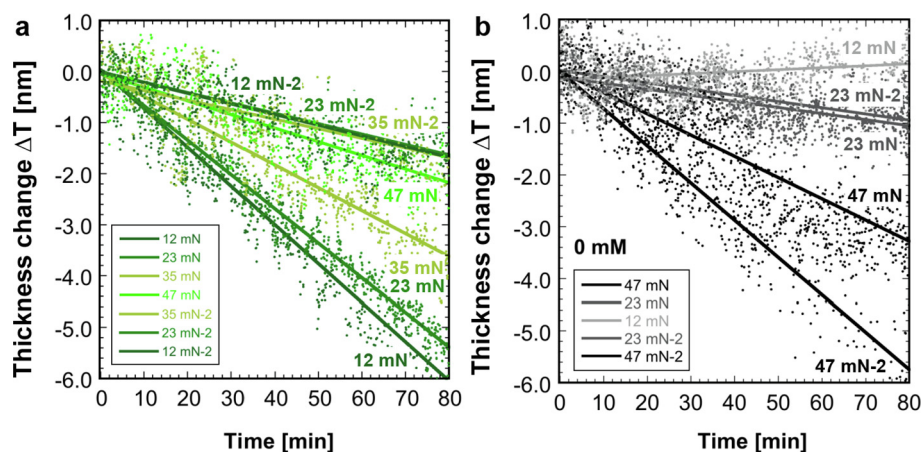 a
Thickness change ΔT [nm]
1.0
0.0
-1.0
-2.0
-3.0
-4.0
-5.0
-6.0
12 mN-2
23 mN-2
35 mN-2
47 mN
35 mN
23 mN
12 mN
12 mN
23 mN
35 mN
47 mN
35 mN-2
23 mN-2
12 mN-2
0 10 20 30 40 50 60 70 80
Time [min]
b
Thickness change ΔT [nm]
1.0
0.0
-1.0
-2.0
-3.0
-4.0
-5.0
-6.0
12 mN
23 mN-2
23 mN
47 mN
0 mM
47 mN
23 mN
12 mN
23 mN-2
47 mN-2
47 mN-2
0 10 20 30 40 50 60 70 80
Time [min]